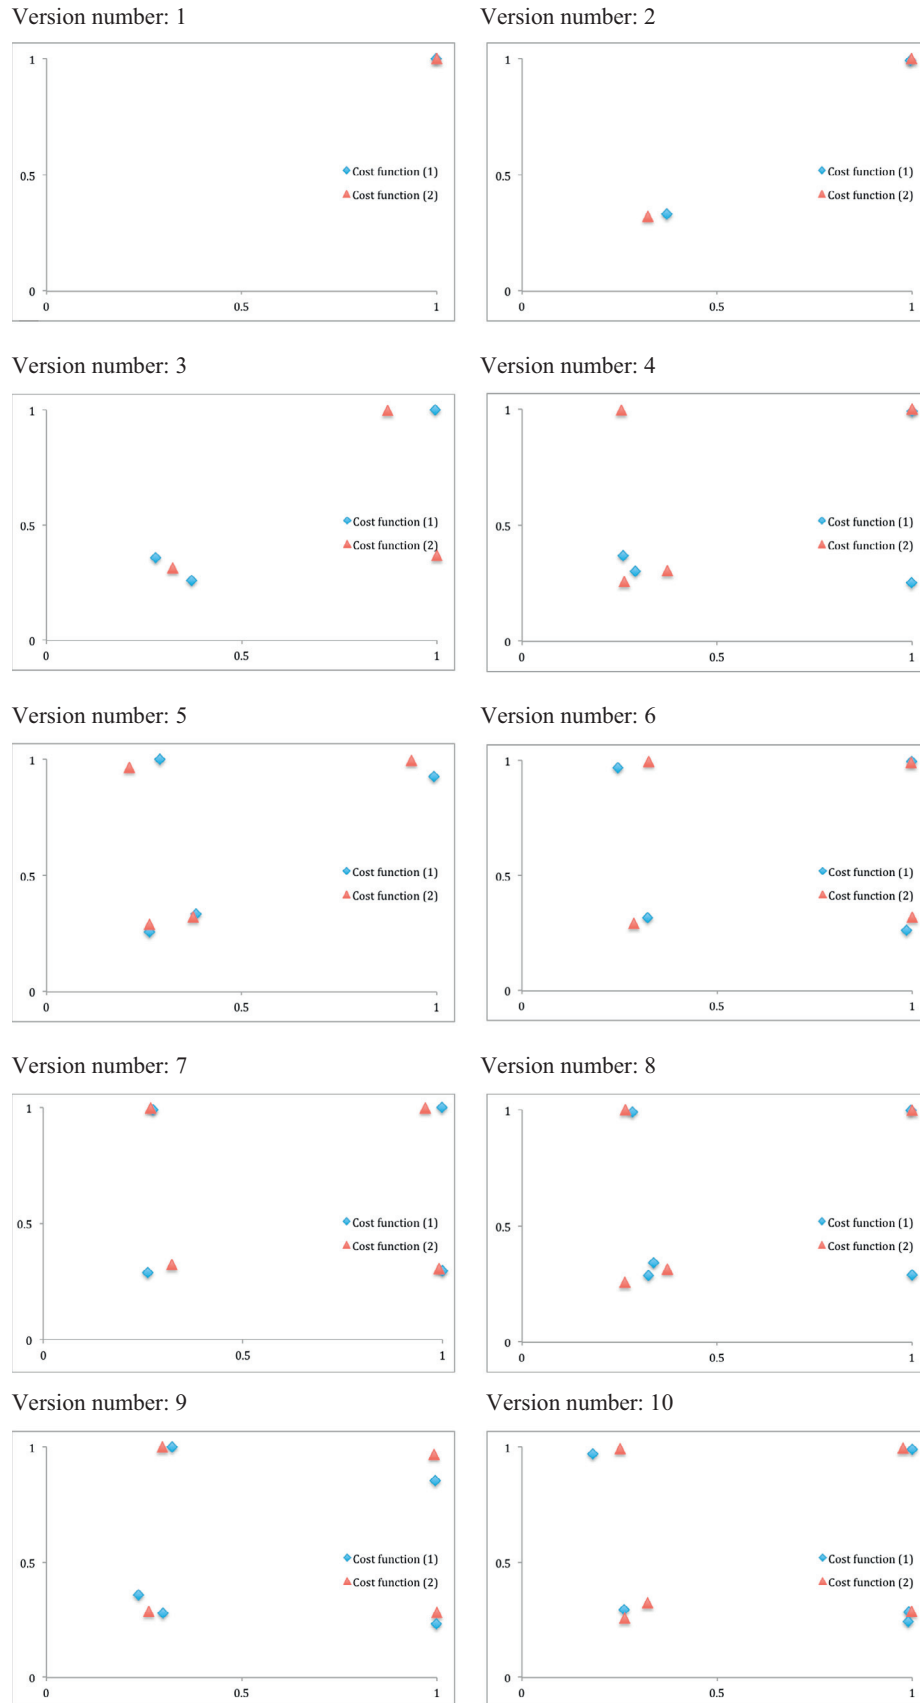 Version number: 1
Version number: 2
1
0.5
0
0
0.5
1
Cost function (1)
Cost function (2)
1
0.5
0
0
0.5
1
Cost function (1)
Cost function (2)
Version number: 3
Version number: 4
1
0.5
0
0
0.5
1
Cost function (1)
Cost function (2)
1
0.5
0
0
0.5
1
Cost function (1)
Cost function (2)
Version number: 5
Version number: 6
1
0.5
0
0
0.5
1
Cost function (1)
Cost function (2)
1
0.5
0
0
0.5
1
Cost function (1)
Cost function (2)
Version number: 7
Version number: 8
1
0.5
0
0
0.5
1
Cost function (1)
Cost function (2)
1
0.5
0
0
0.5
1
Cost function (1)
Cost function (2)
Version number: 9
Version number: 10
1
0.5
0
0
0.5
1
Cost function (1)
Cost function (2)
1
0.5
0
0
0.5
1
Cost function (1)
Cost function (2)